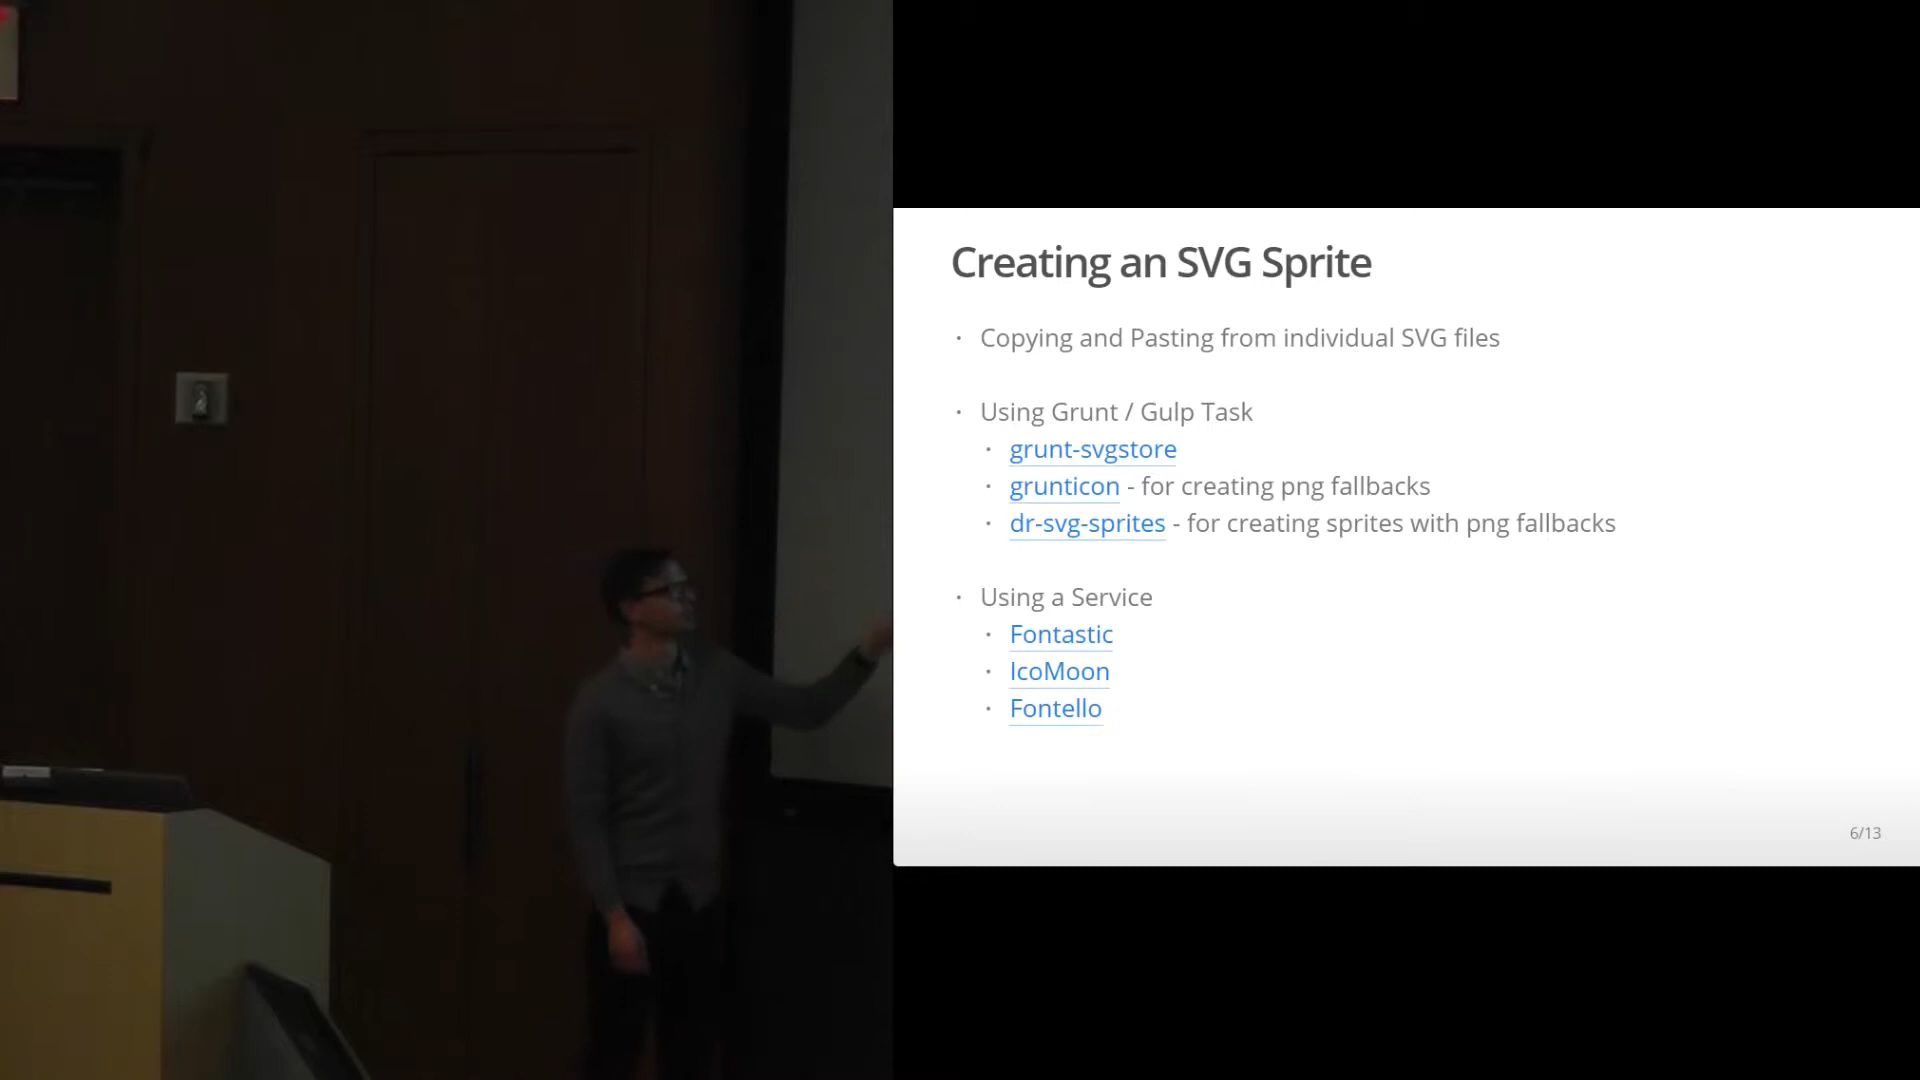 Creating an SVG Sprite
Copying and Pasting from individual SVG files
Using Grunt / Gulp Task
grunt-svgstore
grunticon - for creating png fallbacks
dr-svg-sprites - for creating sprites with png fallbacks
Using a Service
Fontastic
IcoMoon
Fontello
6/13